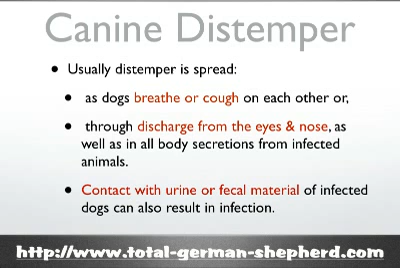 Canine Distemper
• Usually distemper is spread:
• as dogs breathe or cough on each other or,
• through discharge from the eyes & nose, as
well as in all body secretions from infected
animals.
• Contact with urine or fecal material of infected
dogs can also result in infection.
http://www.total-german-shepherd.com